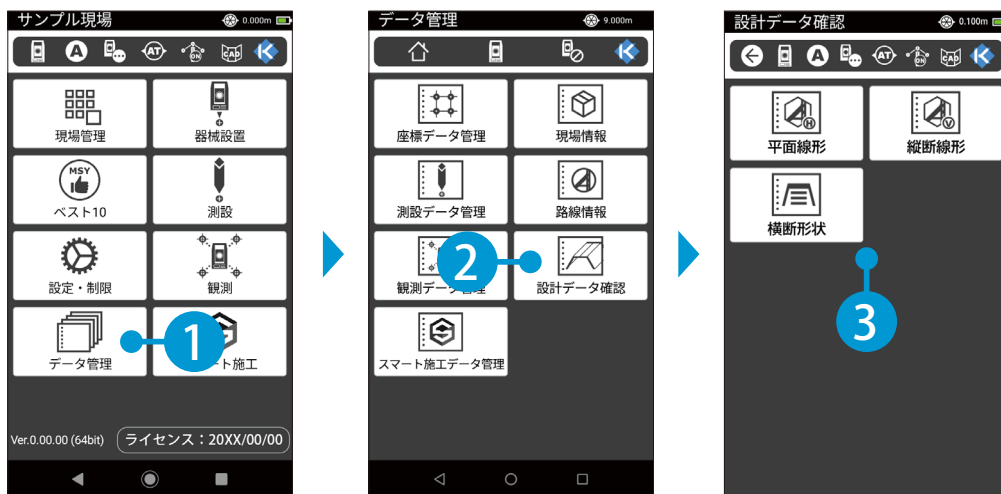 サンプル現場
0.000m
A
AT
ON
CAD
現場管理
器械設置
MSY
ベスト10
測設
設定・制限
観測
データ管理
1
ート施工
Ver.0.00.00 (64bit)
ライセンス：20XX/00/00
データ管理
9.000m
座標データ管理
現場情報
測設データ管理
路線情報
2
観測デー
管理
設計データ確認
スマート施工データ管理
設計データ確認
0.100m
A
AT
ON
CAD
H
平面線形
V
縦断線形
横断形状
3